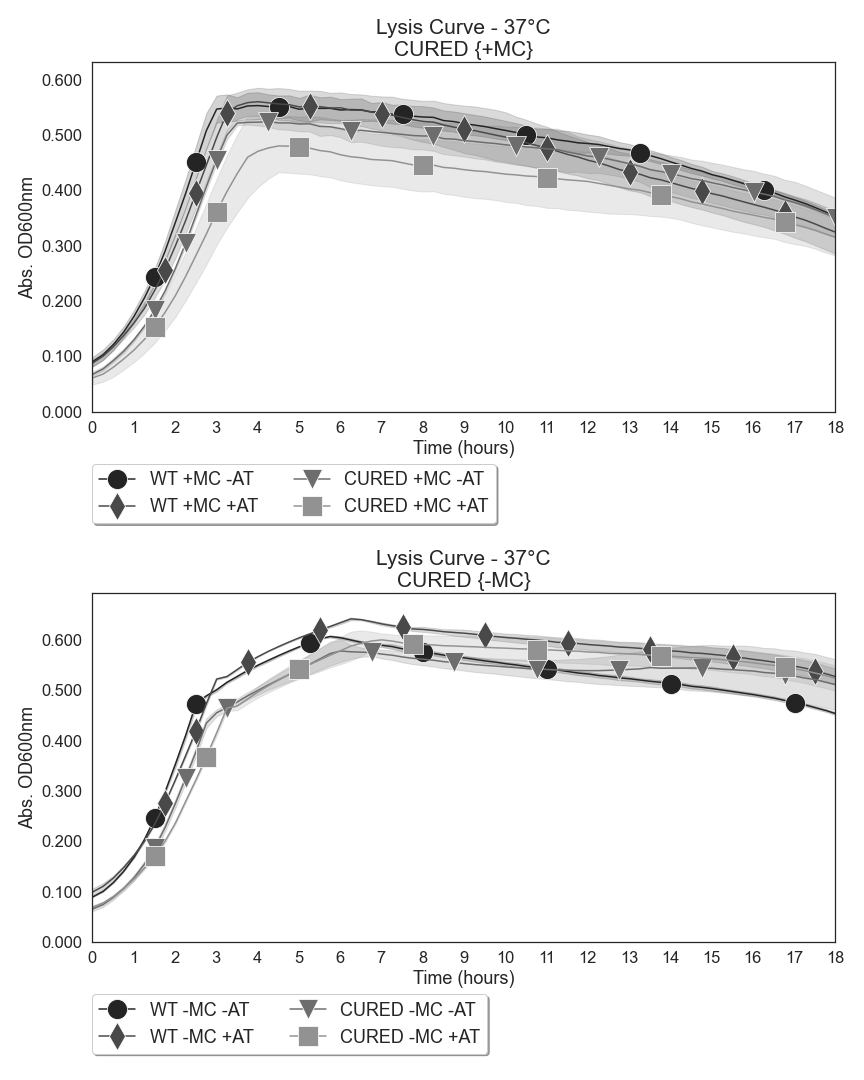 Lysis Curve - 37°C
CURED {+MC}
Abs. OD600nm
0.600
0.500
0.400
0.300
0.200
0.100
0.000
0 1 2 3 4 5 6 7 8 9 10 11 12 13 14 15 16 17 18
Time (hours)
WT +MC -AT CURED +MC -AT
WT +MC +AT CURED +MC +AT
Lysis Curve - 37°C
CURED {-MC}
Abs. OD600nm
0.600
0.500
0.400
0.300
0.200
0.100
0.000
0 1 2 3 4 5 6 7 8 9 10 11 12 13 14 15 16 17 18
Time (hours)
WT -MC -AT CURED -MC -AT
WT -MC +AT CURED -MC +AT